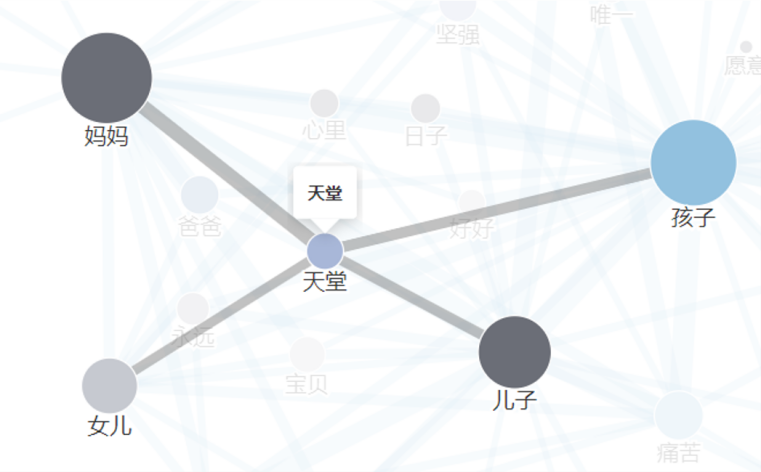 唯一
坚强
愿意
妈妈
心里
日子
天堂
孩子
爸爸
好好
天堂
永远
宝贝
儿子
女儿
痛苦